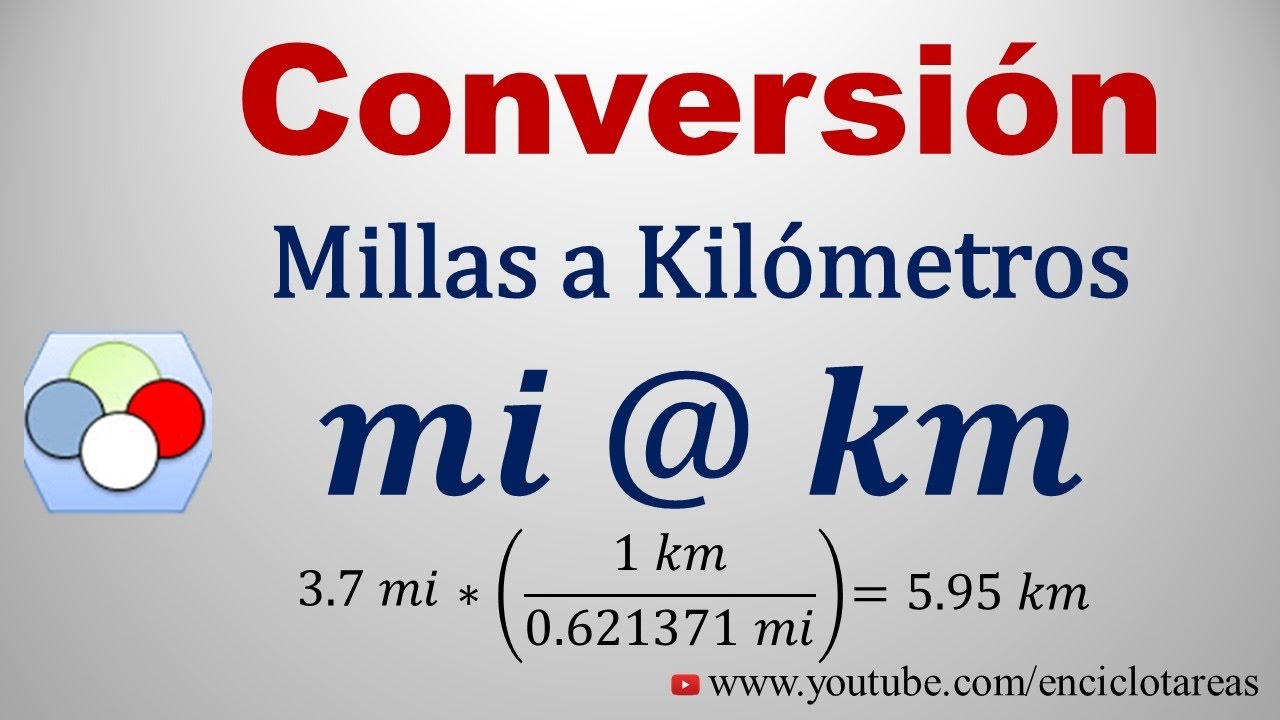 Conversión
Millas a Kilómetros
mi @ km
3.7 mi * (1 km / 0.621371 mi) = 5.95 km
www.youtube.com/enciclotareas